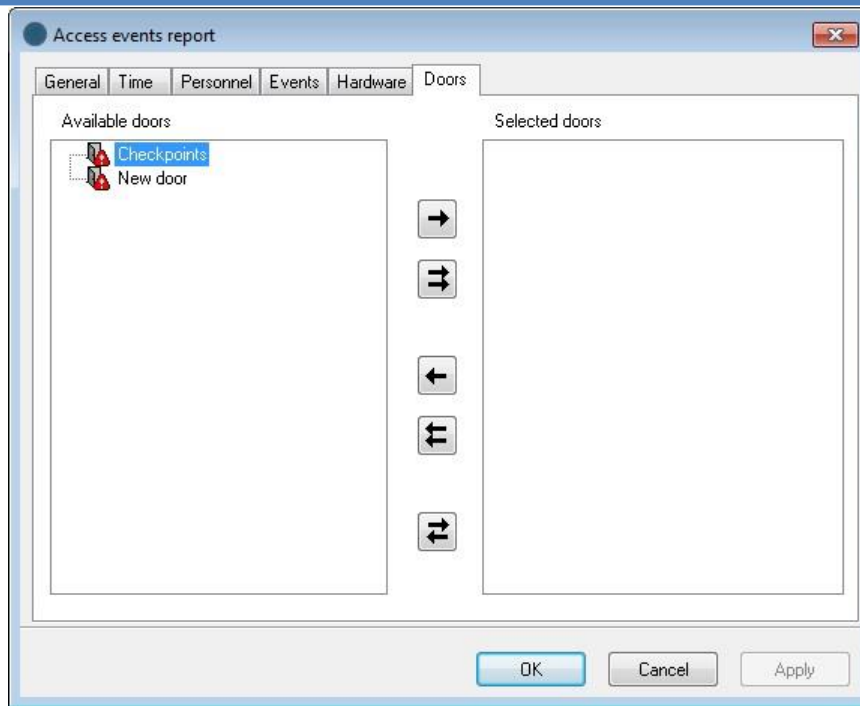 Access events report
General Time Personnel Events Hardware Doors
Available doors Selected doors
Checkpoints
New door
OK Cancel Apply